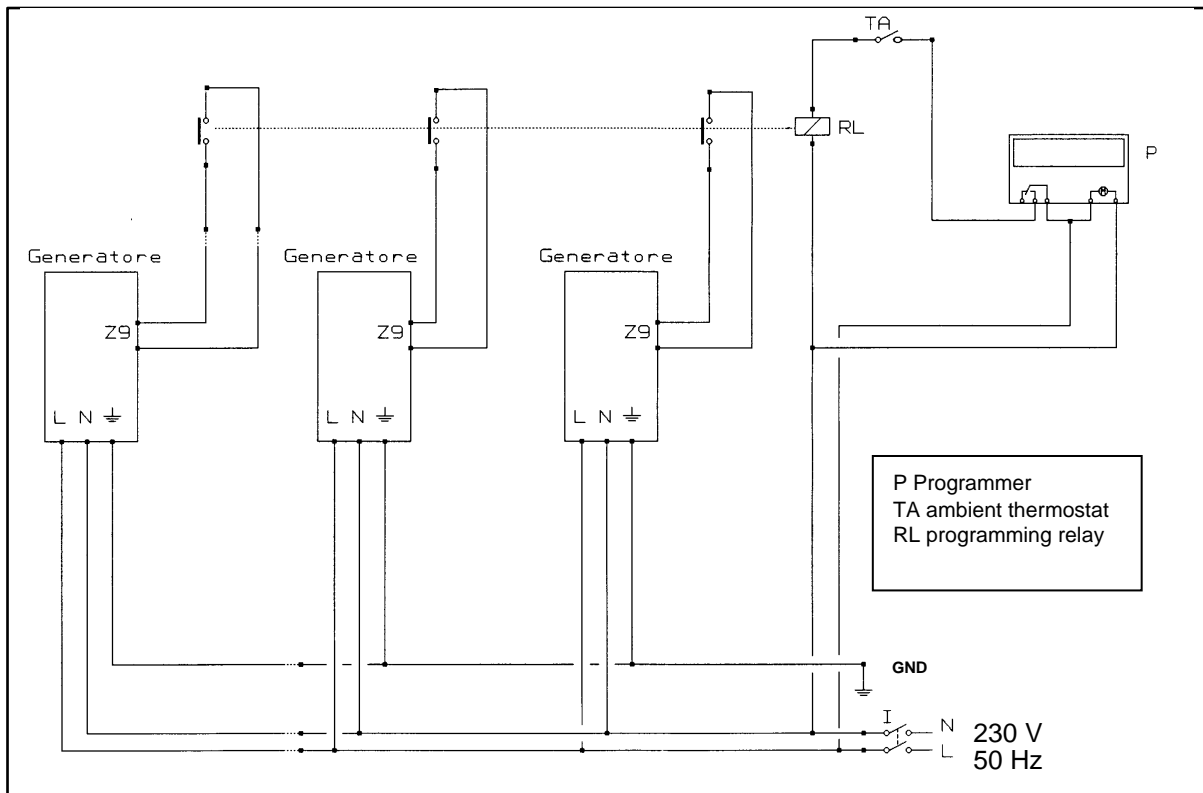 TA
RL
P
M
Generatore
Generatore
Generatore
Z9
Z9
Z9
L N
L N
L N
P Programmer
TA ambient thermostat
RL programming relay
GND
I
N
230 V
L
50 Hz